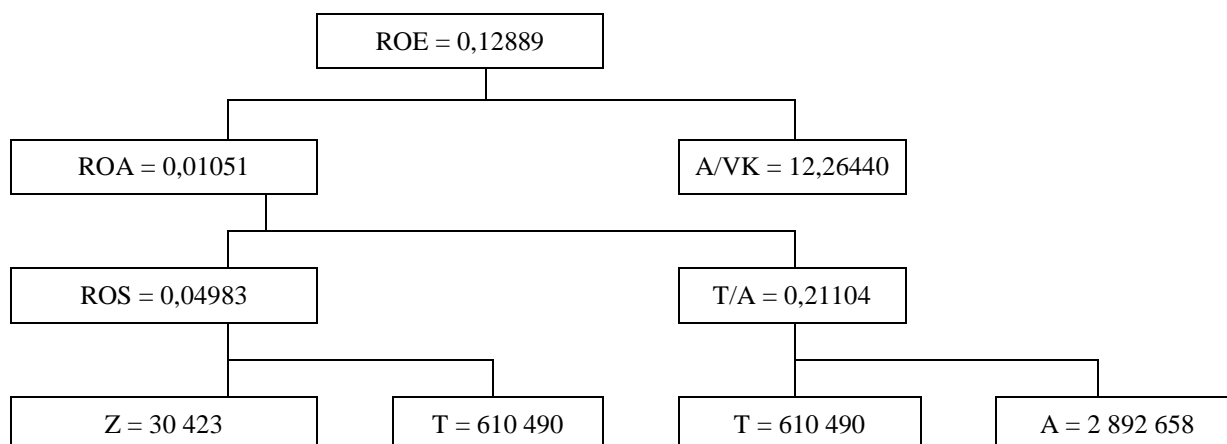 ROE = 0,12889
ROA = 0,01051
A/VK = 12,26440
ROS = 0,04983
T/A = 0,21104
Z = 30 423
T = 610 490
T = 610 490
A = 2 892 658